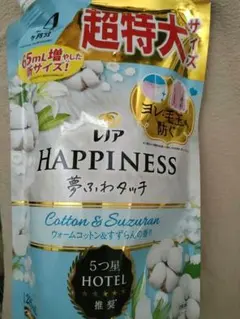 超特大
サイズ
65mL増やした
新サイズ!
ヨレ・毛玉
防ぐ
レノア
HAPPINESS
夢ふわタッチ
Cotton & Suzuran
ウォームコットン&すずらんの香り
5つ星
HOTEL
推奨